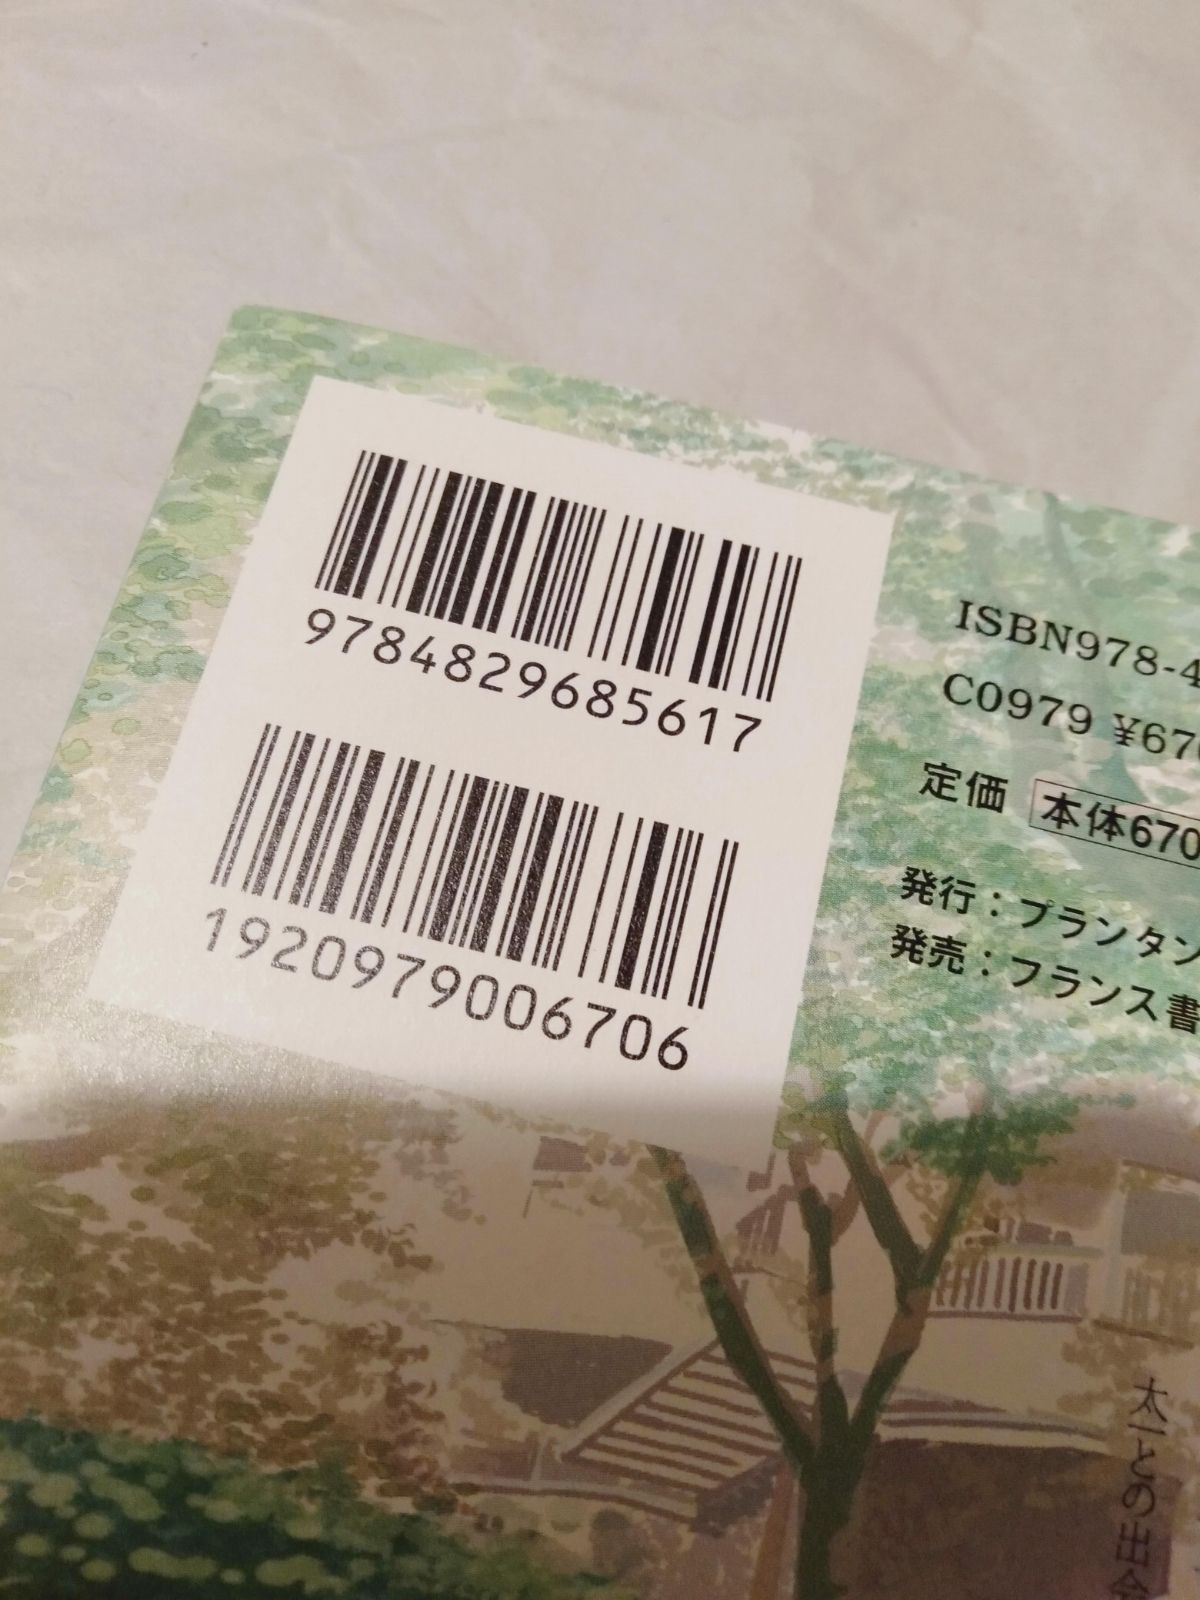 9784829685617
1920979006706
ISBN978-4
C0979 ¥670
定価 本体670
発行：プランタン
発売：フランス書
太一との出会